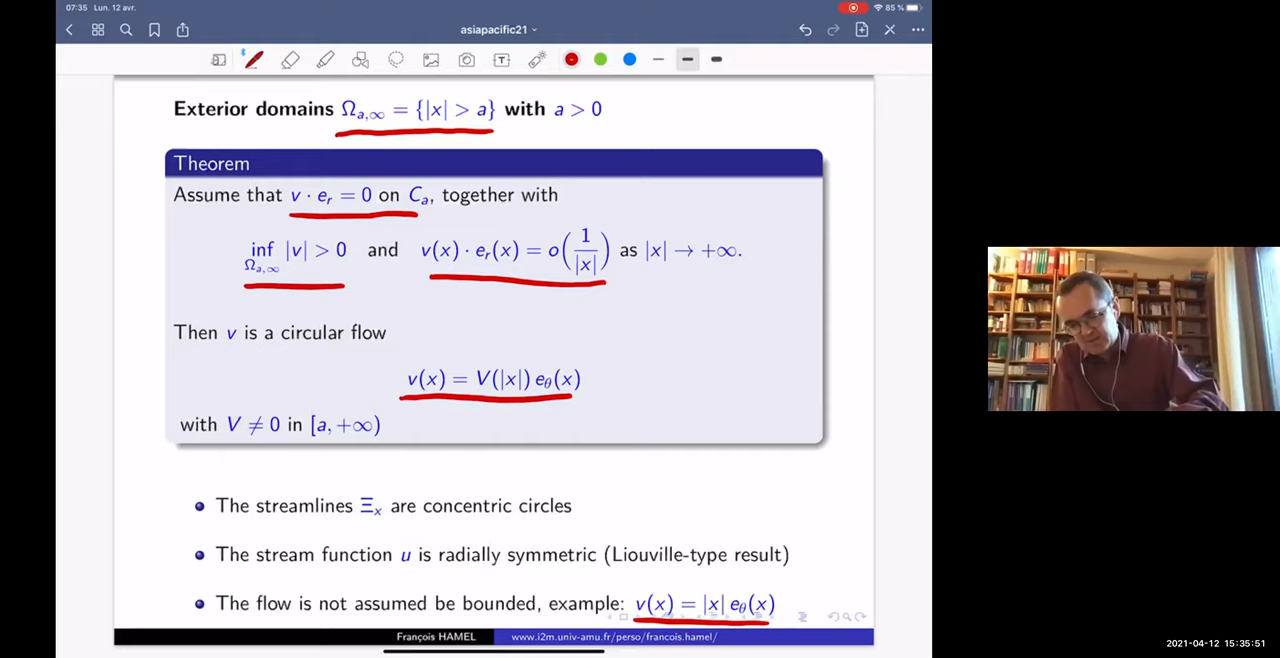 07:35 Lun. 12 avr.
85 %
asiapacific21
Exterior domains Ω_{a,∞} = {|x| > a} with a > 0
Theorem
Assume that v · e_r = 0 on C_a, together with
inf_{Ω_{a,∞}} |v| > 0 and v(x) · e_r(x) = o(1/|x|) as |x| → +∞.
Then v is a circular flow
v(x) = V(|x|) e_θ(x)
with V ≠ 0 in [a, +∞)
The streamlines Ξ_x are concentric circles
The stream function u is radially symmetric (Liouville-type result)
The flow is not assumed be bounded, example: v(x) = |x| e_θ(x)
François HAMEL www.i2m.univ-amu.fr/perso/francois.hamel/
2021-04-12 15:35:51